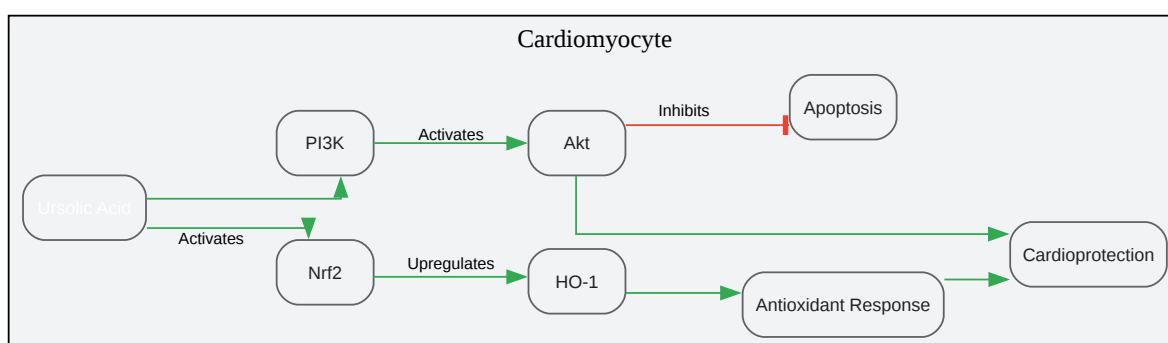 Cardiomyocyte
Inhibits
Apoptosis
PI3K
Activates
Akt
Ursolic Acid
Activates
Nrf2
Upregulates
HO-1
Antioxidant Response
Cardioprotection